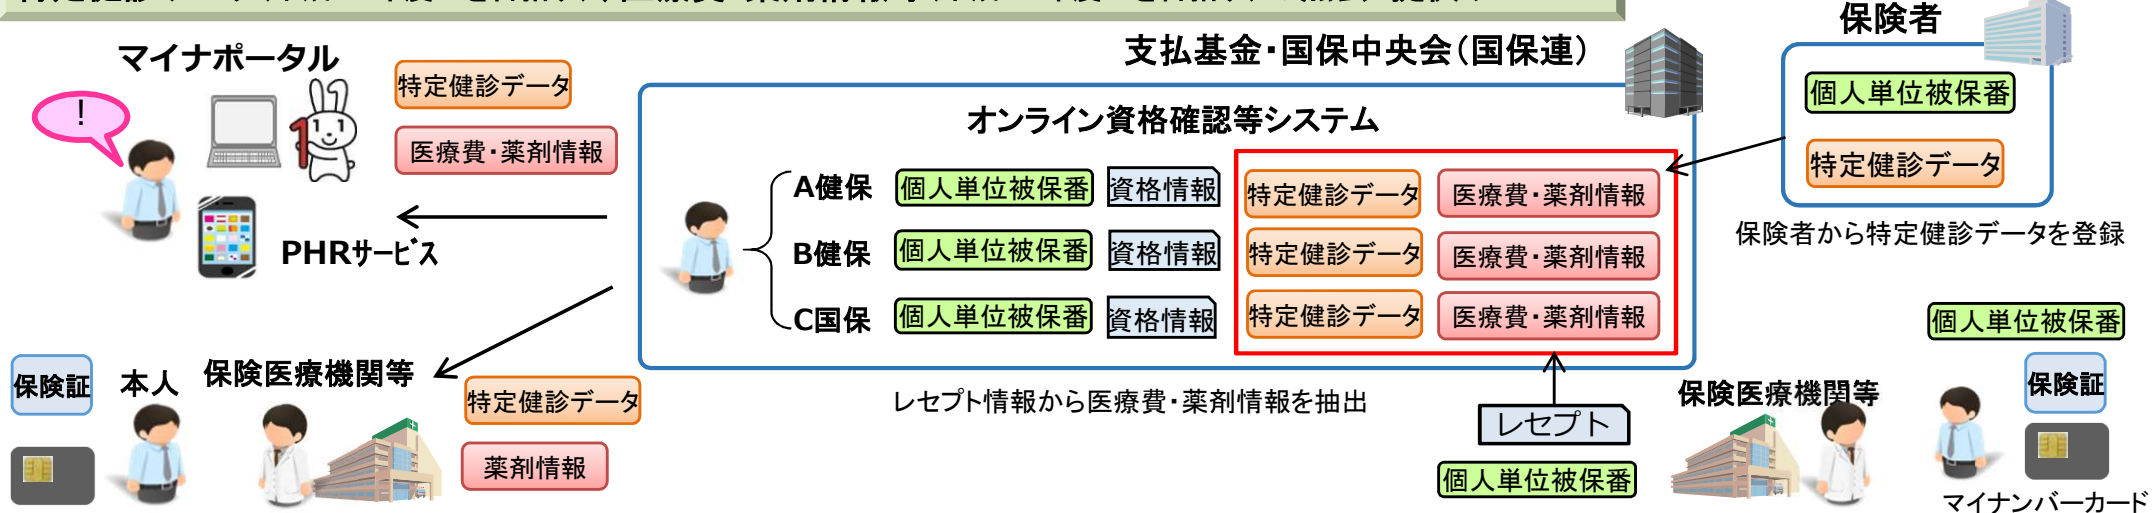 マイナポータル
!
特定健診データ
医療費・薬剤情報
PHRサービス
支払基金・国保中央会(国保連)
オンライン資格確認等システム
A健保 個人単位被保番 資格情報 特定健診データ 医療費・薬剤情報
B健保 個人単位被保番 資格情報 特定健診データ 医療費・薬剤情報
C国保 個人単位被保番 資格情報 特定健診データ 医療費・薬剤情報
保険者
個人単位被保番
特定健診データ
保険者から特定健診データを登録
保険証
本人
保険医療機関等
特定健診データ
薬剤情報
レセプト情報から医療費・薬剤情報を抽出
レセプト
個人単位被保番
保険医療機関等
個人単位被保番
保険証
マイナンバーカード